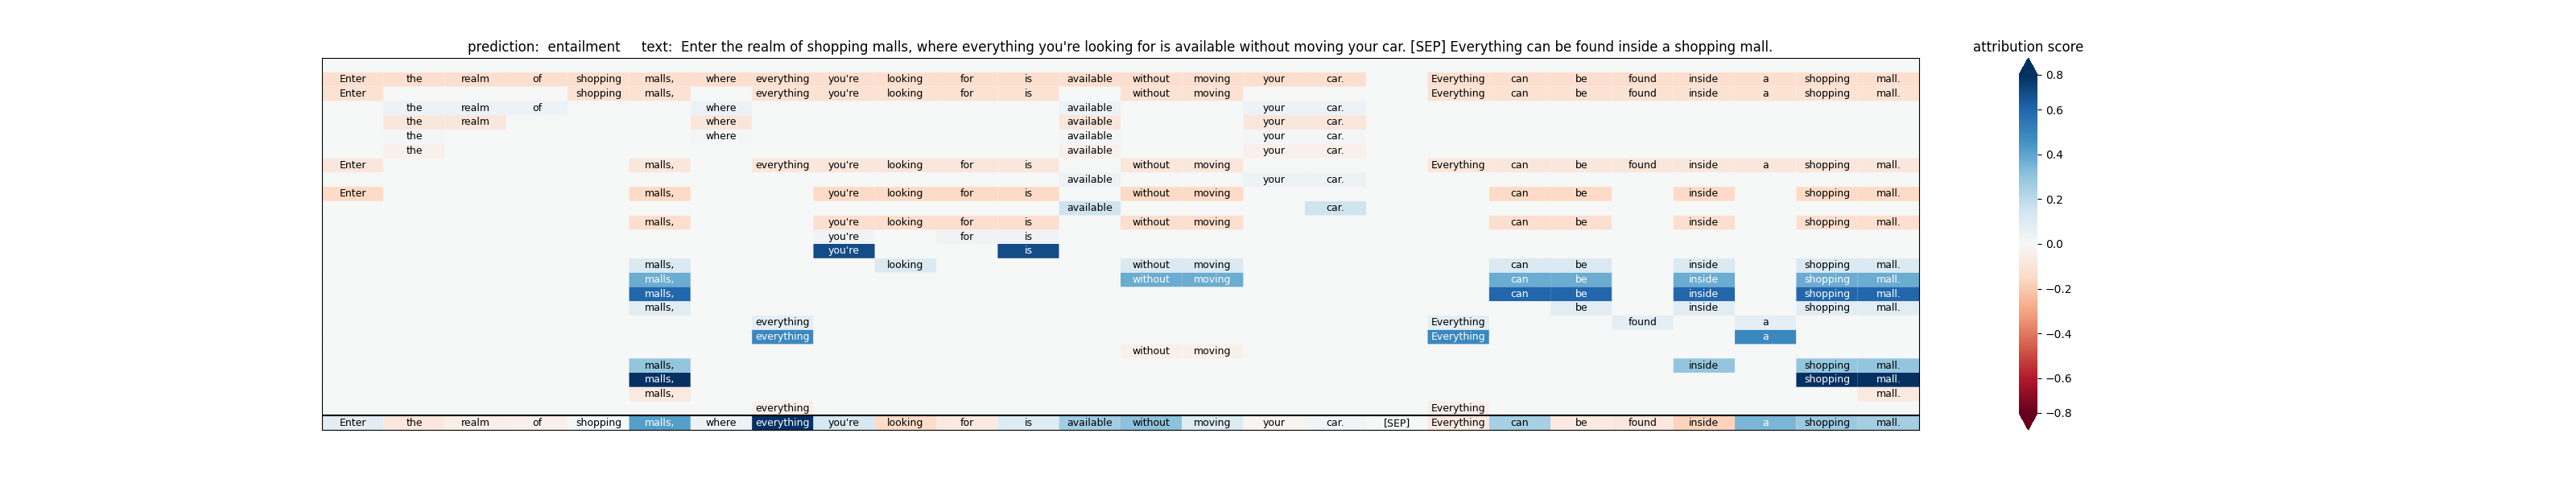 prediction: entailment text: Enter the realm of shopping malls, where everything you're looking for is available without moving your car. [SEP] Everything can be found inside a shopping mall.
attribution score
Enter the realm of shopping malls, where everything you're looking for is available without moving your car. Everything can be found inside a shopping mall.
Enter shopping malls, everything you're looking for is without moving Everything can be found inside a shopping mall.
the realm of where available your car.
the realm where available your car.
the where available your car.
the available your car.
Enter malls, everything you're looking for is without moving Everything can be found inside a shopping mall.
available your car.
Enter malls, you're looking for is without moving can be inside shopping mall.
available car.
malls, you're looking for is without moving can be inside shopping mall.
you're for is
you're is
malls, looking without moving can be inside shopping mall.
malls, without moving can be inside shopping mall.
malls, can be inside shopping mall.
malls, be inside shopping mall.
everything Everything found a
everything Everything a
without moving
malls, inside shopping mall.
malls, shopping mall.
malls, mall.
everything Everything
Enter the realm of shopping malls, where everything you're looking for is available without moving your car. [SEP] Everything can be found inside a shopping mall.
0.8
0.6
0.4
0.2
0.0
−0.2
−0.4
−0.6
−0.8